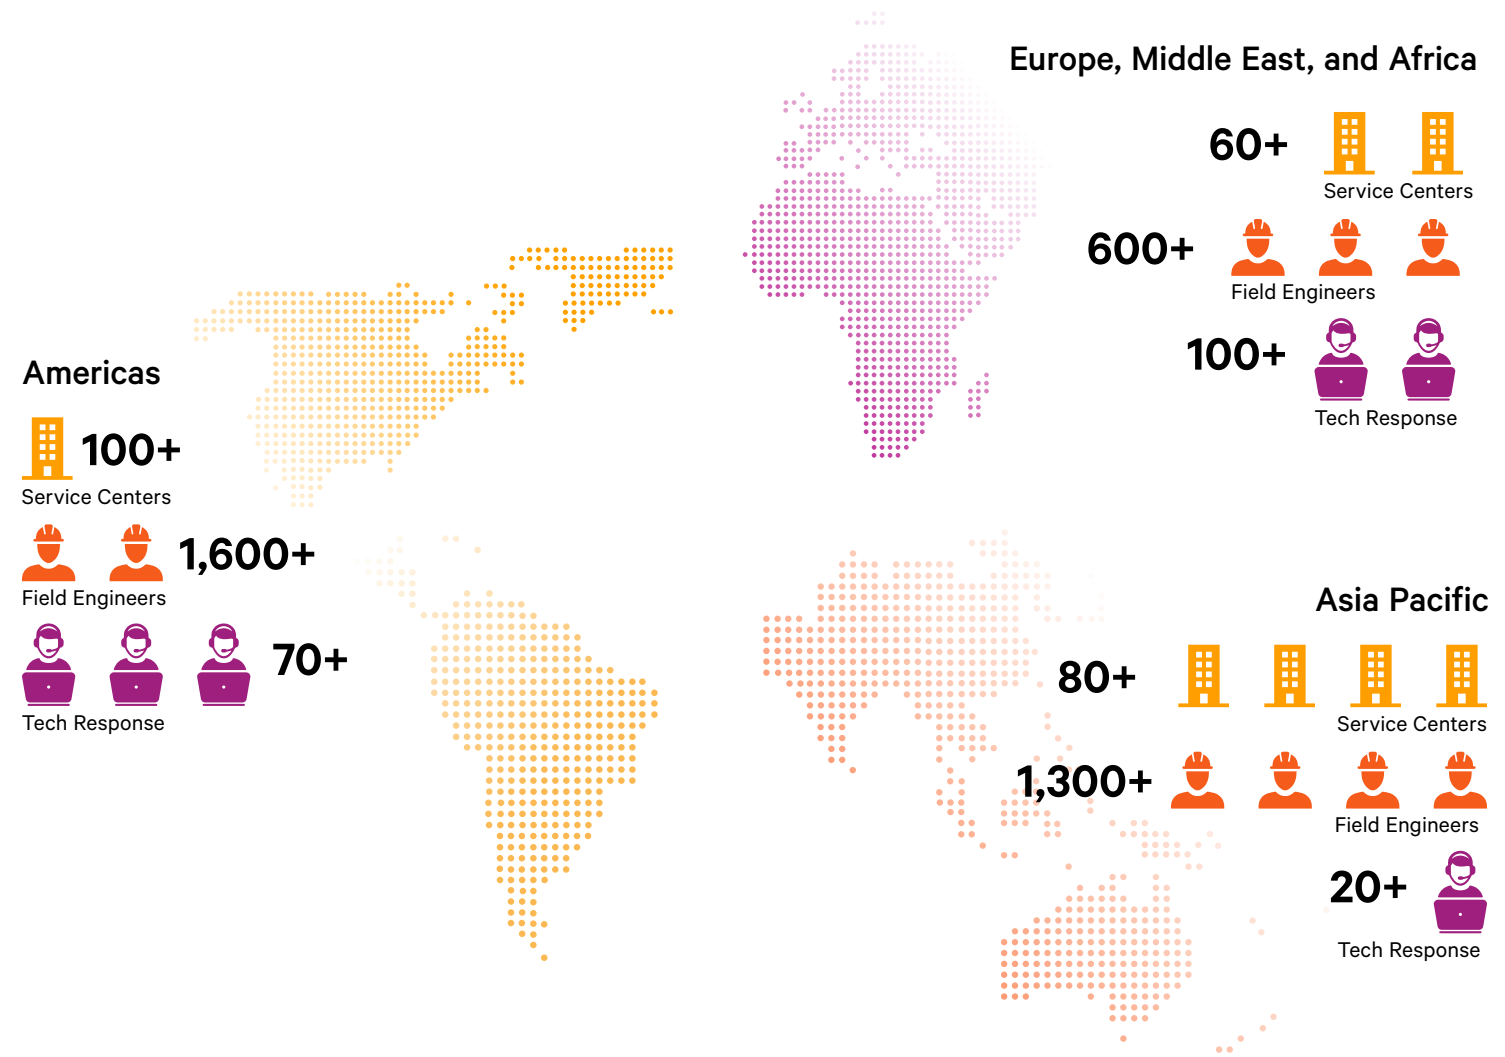 Europe, Middle East, and Africa
60+
Service Centers
600+
Field Engineers
100+
Tech Response
Americas
100+
Service Centers
1,600+
Field Engineers
70+
Tech Response
Asia Pacific
80+
Service Centers
1,300+
Field Engineers
20+
Tech Response